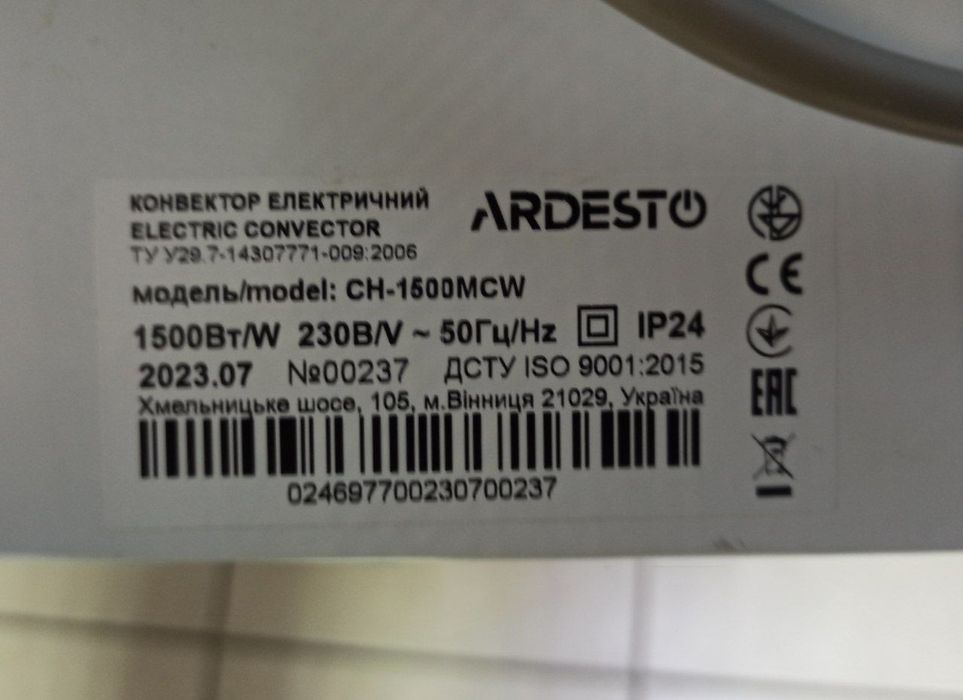 КОНВЕКТОР ЕЛЕКТРИЧНИЙ
ARDESTO
ELECTRIC CONVECTOR
ТУ У29.7-14307771-009:2006
модель/model: CH-1500MCW
1500Вт/W 230В/V ~ 50Гц/Hz IP24
2023.07 №00237 ДСТУ ISO 9001:2015
Хмельницьке шосе, 105, м.Вінниця 21029, Україна
024697700230700237
CE
EAC